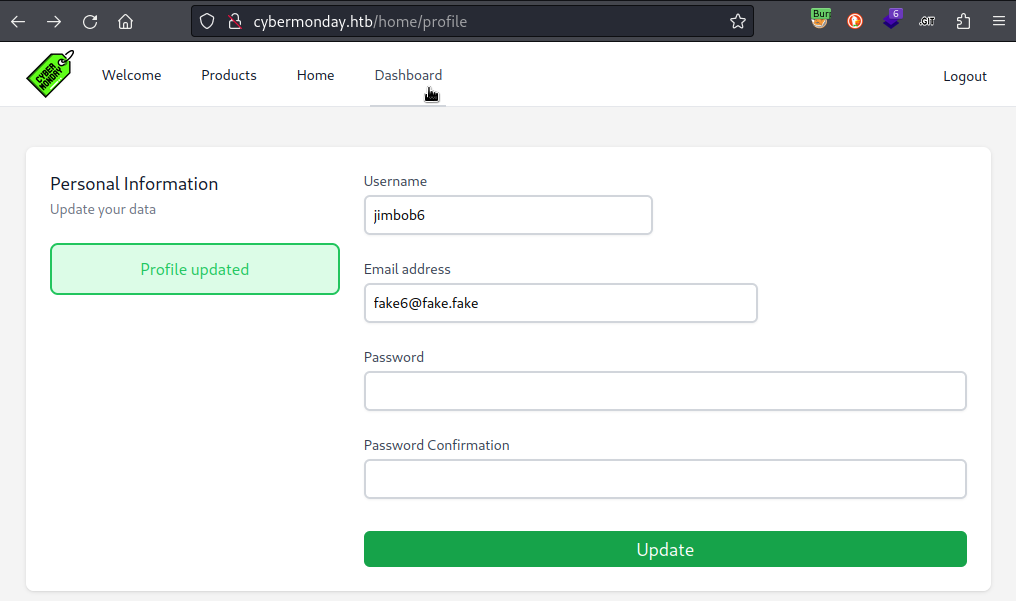 cybermonday.htb/home/profile
Burr
6
.GIT
CYBER MONDAY
Welcome Products Home Dashboard Logout
Personal Information
Update your data
Profile updated
Username
jimbob6
Email address
fake6@fake.fake
Password
Password Confirmation
Update